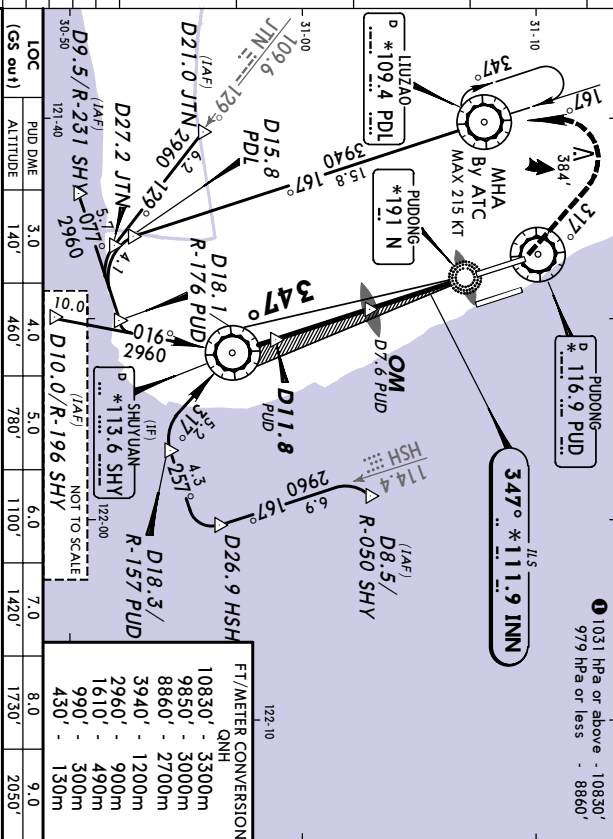 ① 1031 hPa or above - 10830'
979 hPa or less - 8860'
31-10
31-00
30-50
121-40
122-00
122-10
347°
167°
LIUZAO
D *109.4 PDL
MHA
By ATC
MAX 215 KT
384'
317°
PUDONG
D * 116.9 PUD
PUDONG
*191 N
ILS
347° *111.9 INN
3940
15.8
167°
D15.8
PDL
109.6
JTN
129°
(IAF)
D21.0 JTN
2960
6.2
129°
D27.2 JTN
4.1
(IAF)
D9.5/R-231 SHY
077°
2960
D18.1
R-176 PUD
347°
OM
D7.6 PUD
D11.8
PUD
016°
2960
10.0
(IAF)
D10.0/R-196 SHY
NOT TO SCALE
(IF)
SHUYUAN
D *113.6 SHY
317°
5.2
257°
4.3
D18.3/
R-157 PUD
D26.9 HSH
167°
2960
6.9
114.4
HSH
(IAF)
D8.5/
R-050 SHY
FT/METER CONVERSION
QNH
10830' - 3300m
9850' - 3000m
8860' - 2700m
3940' - 1200m
2960' - 900m
1610' - 490m
990' - 300m
430' - 130m
LOC
(GS out)
PUD DME 3.0 4.0 5.0 6.0 7.0 8.0 9.0
ALTITUDE 140' 460' 780' 1100' 1420' 1730' 2050'